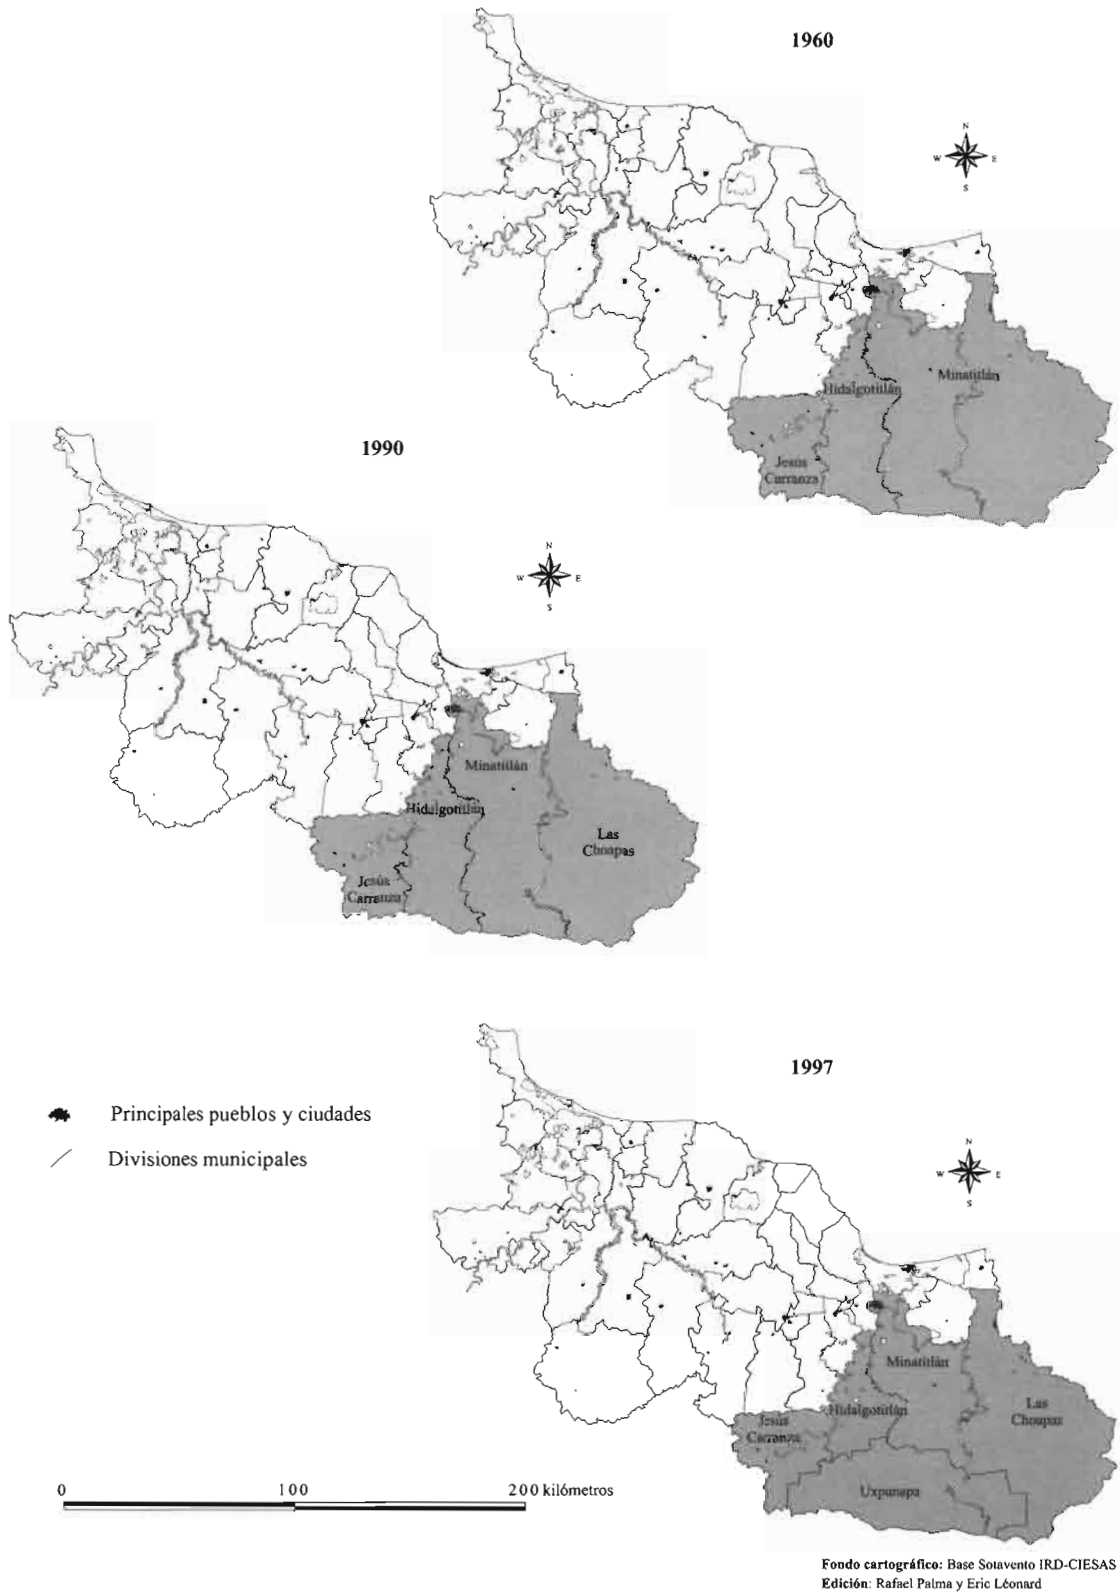 1960
N
W E
S
Hidalgotitlán
Minatitlán
Jesús
Carranza
1990
N
W E
S
Minatitlán
Hidalgotitlán
Las
Choapas
Jesús
Carranza
1997
N
W E
S
Principales pueblos y ciudades
Divisiones municipales
Minatitlán
Las
Choapas
Hidalgotitlán
Jesús
Carranza
Uxpanapa
0 100 200 kilómetros
Fondo cartográfico: Base Sotavento IRD-CIESAS
Edición: Rafael Palma y Eric Léonard